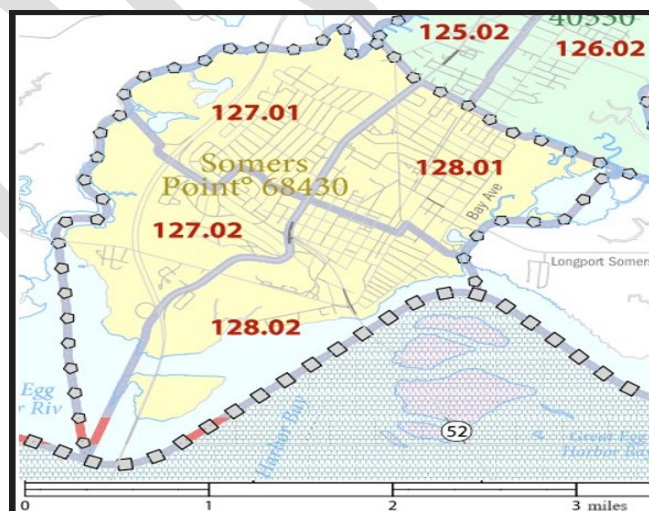 40550
125.02
126.02
127.01
Somers
Point° 68430
128.01
Bay Ave
127.02
Longport Somers
128.02
Egg
r Riv
Harbor Bay
52
Great Egg
Harbor Bay
0 1 2 3 miles